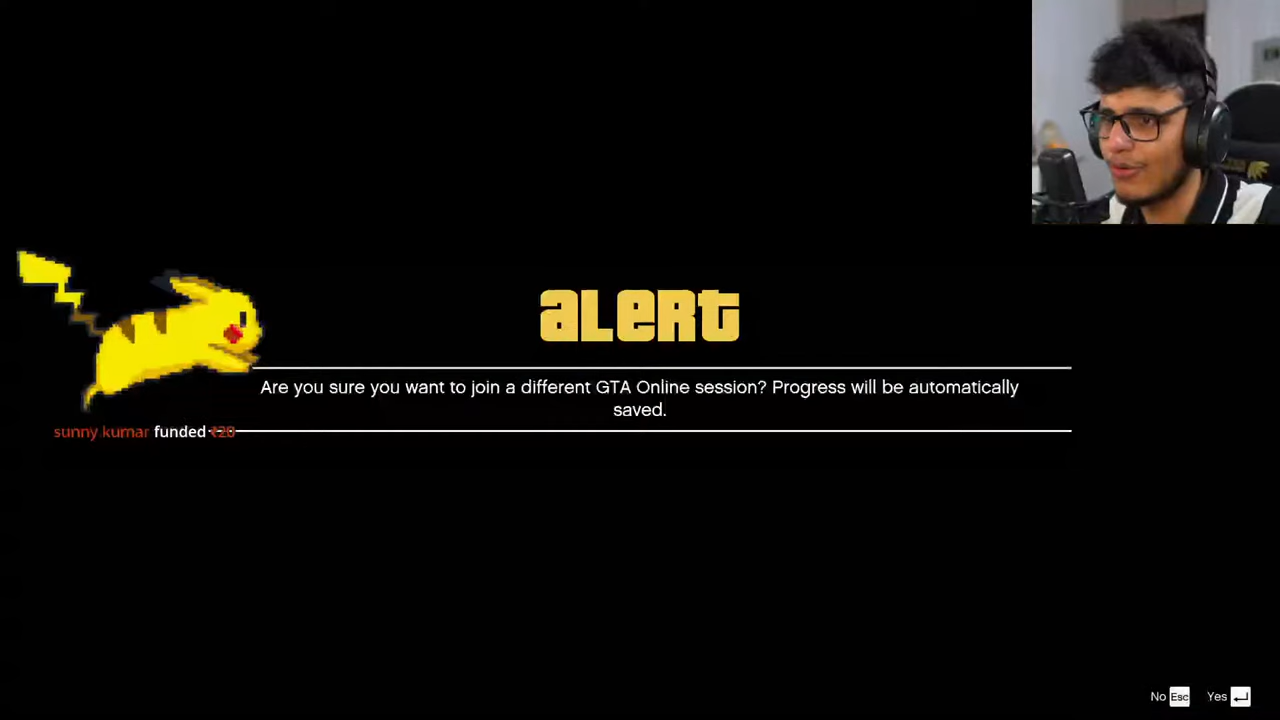 aLeRt
Are you sure you want to join a different GTA Online session? Progress will be automatically
saved.
sunny kumar funded ₹20
No Esc Yes